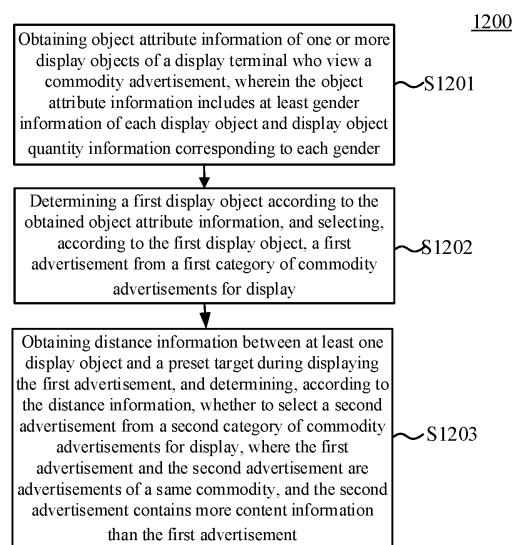 1200
Obtaining object attribute information of one or more
display objects of a display terminal who view a
commodity advertisement, wherein the object
attribute information includes at least gender
information of each display object and display object
quantity information corresponding to each gender
S1201
Determining a first display object according to the
obtained object attribute information, and selecting,
according to the first display object, a first
advertisement from a first category of commodity
advertisements for display
S1202
Obtaining distance information between at least one
display object and a preset target during displaying
the first advertisement, and determining, according to
the distance information, whether to select a second
advertisement from a second category of commodity
advertisements for display, where the first
advertisement and the second advertisement are
advertisements of a same commodity, and the second
advertisement contains more content information
than the first advertisement
S1203